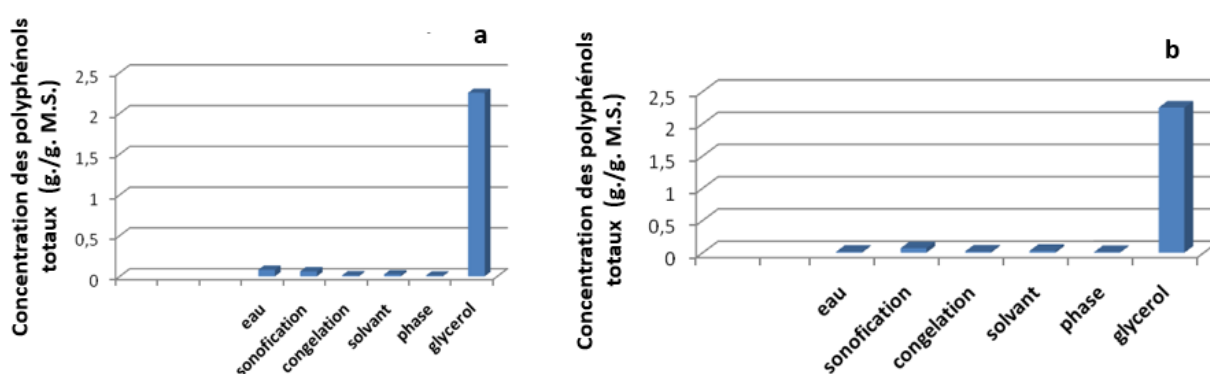 a
Concentration des polyphénols
totaux (g./g. M.S.)
2,5
2
1,5
1
0,5
0
eau
sonofication
congelation
solvant
phase
glycerol
b
Concentration des polyphénols
totaux (g./g. M.S.)
2,5
2
1,5
1
0,5
0
eau
sonofication
congelation
solvant
phase
glycerol